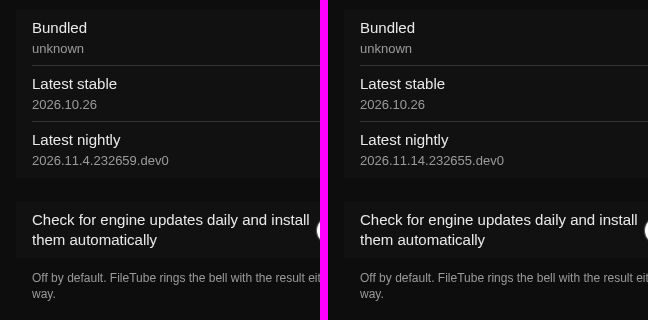 Bundled
unknown
Latest stable
2026.10.26
Latest nightly
2026.11.4.232659.dev0
Check for engine updates daily and install
them automatically
Off by default. FileTube rings the bell with the result eit
way.
Bundled
unknown
Latest stable
2026.10.26
Latest nightly
2026.11.14.232655.dev0
Check for engine updates daily and install
them automatically
Off by default. FileTube rings the bell with the result eit
way.